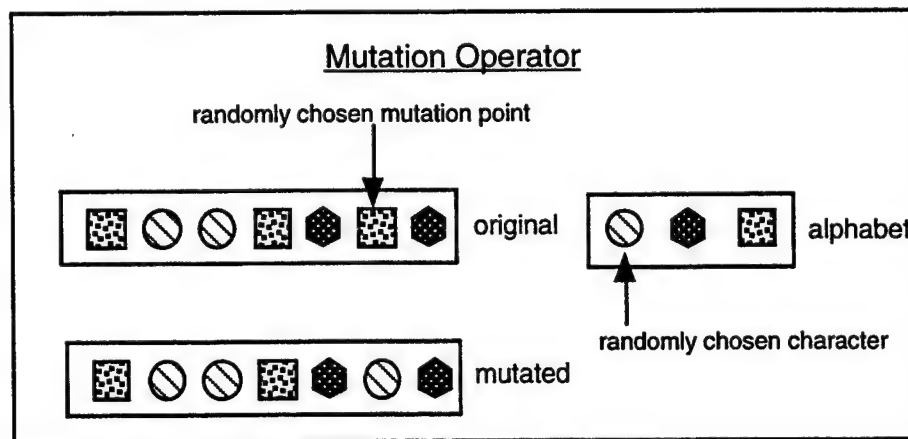 Mutation Operator
randomly chosen mutation point
original
alphabet
randomly chosen character
mutated